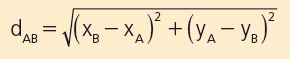 d_AB = √((x_B − x_A)² + (y_A − y_B)²)